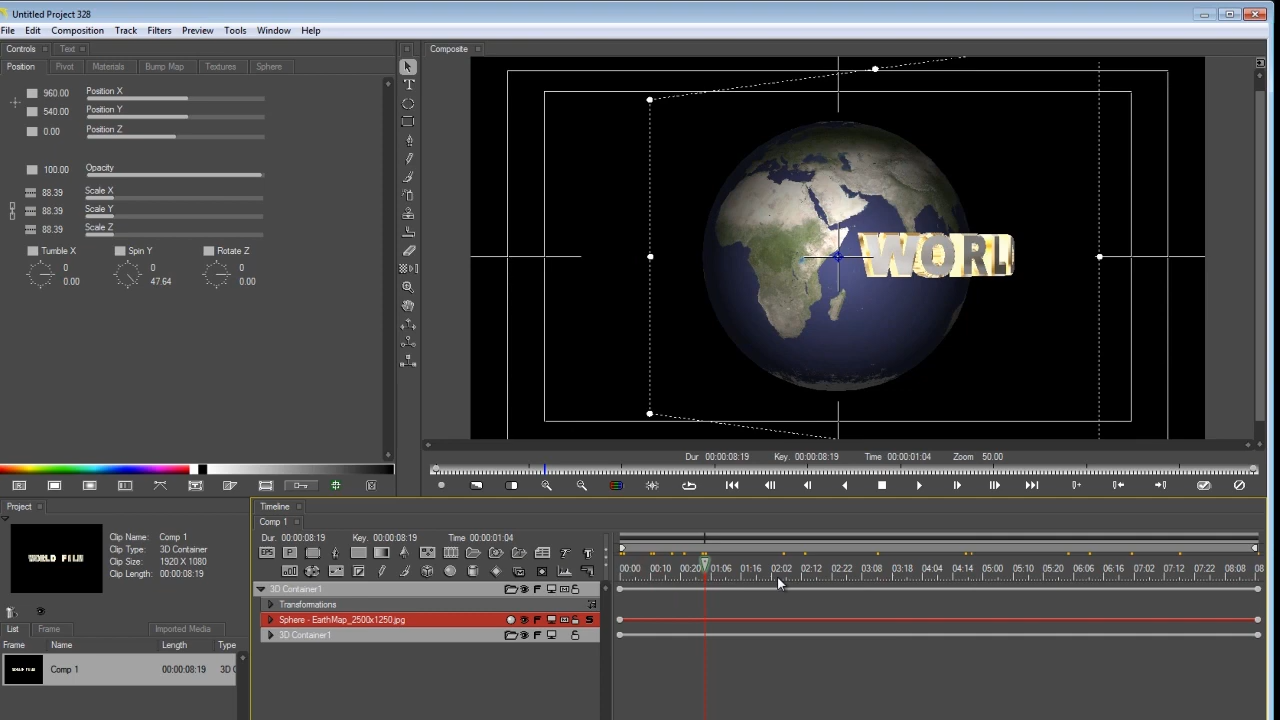 Untitled Project 328
File Edit Composition Track Filters Preview Tools Window Help
Controls Text
Position Pivot Materials Bump Map Textures Sphere
960.00 Position X
540.00 Position Y
0.00 Position Z
100.00 Opacity
88.39 Scale X
88.39 Scale Y
88.39 Scale Z
Tumble X Spin Y Rotate Z
0 0 0
0.00 47.64 0.00
Composite
WORL
Dur 00:00:08:19 Key. 00:00:08:19 Time 00:00:01:04 Zoom 50.00
Project
WORLD FILM
Clip Name: Comp 1
Clip Type: 3D Container
Clip Size: 1920 X 1080
Clip Length: 00:00:08:19
List Frame Imported Media
Frame Name Length Type
Comp 1 00:00:08:19 3D C
Timeline
Comp 1
Dur. 00:00:08:19 Key. 00:00:08:19 Time 00:00:01:04
00:00 00:10 00:20 01:06 01:16 02:02 02:12 02:22 03:08 03:18 04:04 04:14 05:00 05:10 05:20 06:06 06:16 07:02 07:12 07:22 08:08 08
3D Container1
Transformations
Sphere - EarthMap_2500x1250.jpg
3D Container1